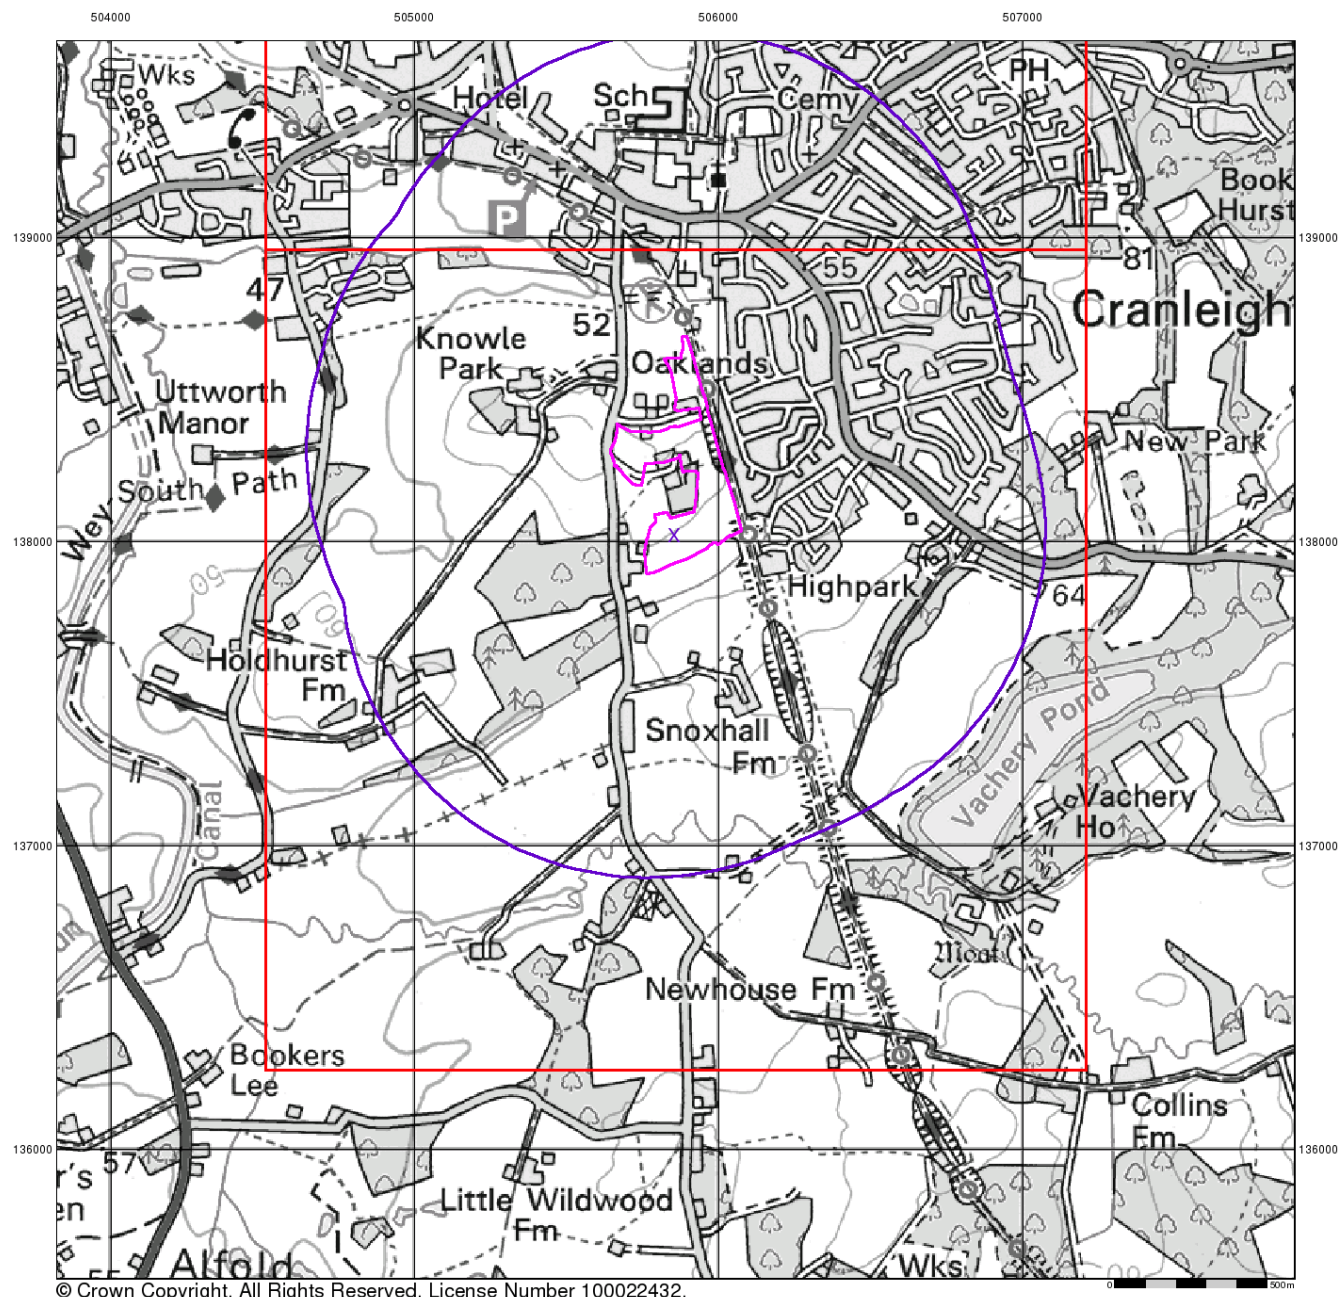 504000 505000 506000 507000
Wks
Hotel
Sch
Cemy
PH
P
Book
Hurst
139000 139000
47
55
81
Cranleigh
52
Knowle
Park
Oaklands
Uttworth
Manor
New Park
South Path
Wey
138000 138000
50
60
Highpark
64
Holdhurst
Fm
Snoxhall
Fm
Vachery Pond
Vachery
Ho
Canal
137000 137000
Moat
Newhouse Fm
Bookers
Lee
Collins
Fm
136000 136000
57
r's
en
Little Wildwood
Fm
Alfold
Wks
0 500m
© Crown Copyright. All Rights Reserved. License Number 100022432.